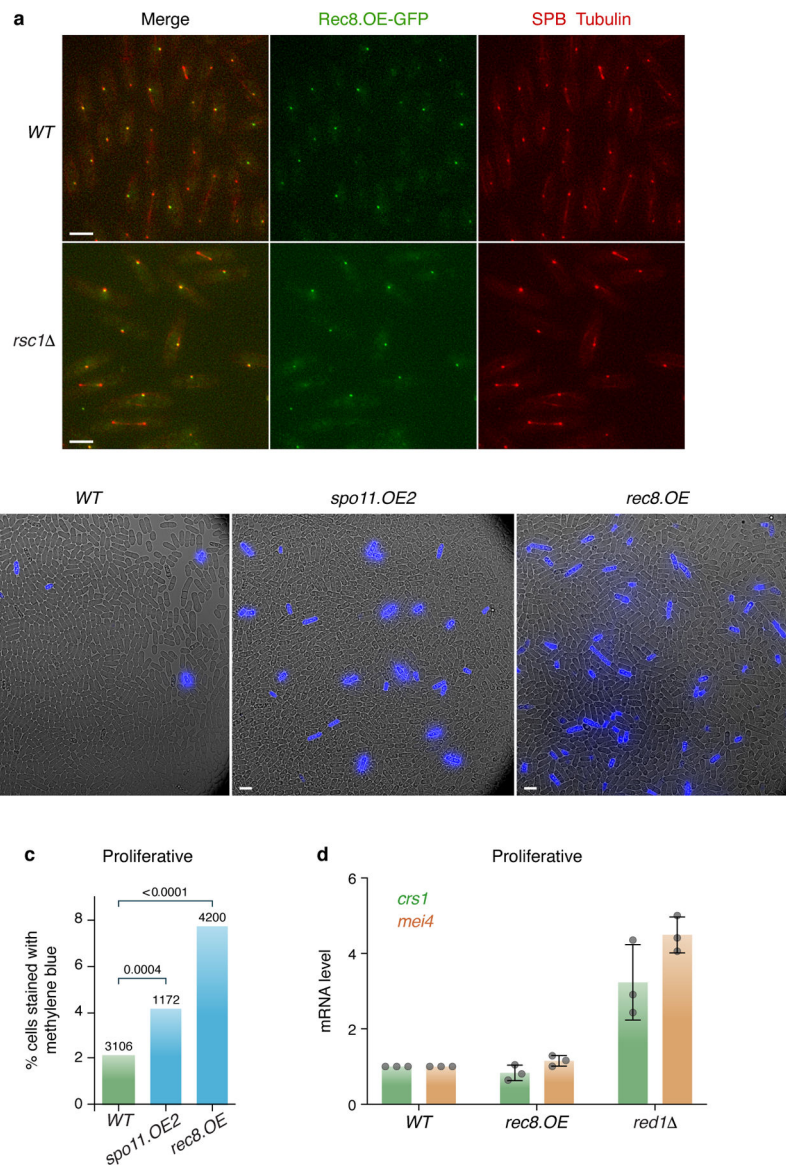 a
Merge
Rec8.OE-GFP
SPB Tubulin
WT
rsc1Δ
WT
spo11.OE2
rec8.OE
c
Proliferative
% cells stained with
methylene blue
8
6
4
2
0
<0.0001
0.0004
3106
1172
4200
WT
spo11.OE2
rec8.OE
d
Proliferative
mRNA level
6
4
2
0
crs1
mei4
WT
rec8.OE
red1Δ